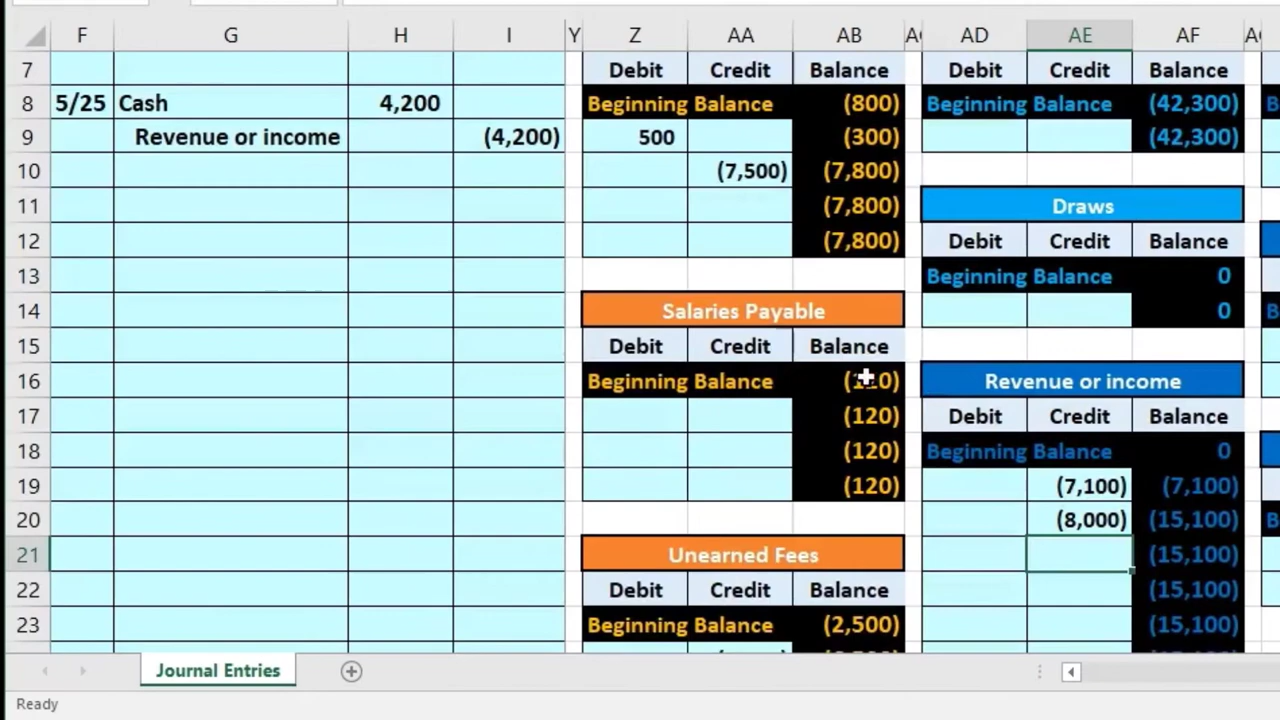 F G H I Y Z AA AB AC AD AE AF
7 Debit Credit Balance Debit Credit Balance
8 5/25 Cash 4,200 Beginning Balance (800) Beginning Balance (42,300)
9 Revenue or income (4,200) 500 (300) (42,300)
10 (7,500) (7,800)
11 (7,800) Draws
12 (7,800) Debit Credit Balance
13 Beginning Balance 0
14 Salaries Payable 0
15 Debit Credit Balance
16 Beginning Balance (120) Revenue or income
17 (120) Debit Credit Balance
18 (120) Beginning Balance 0
19 (120) (7,100) (7,100)
20 (8,000) (15,100)
21 Unearned Fees (15,100)
22 Debit Credit Balance (15,100)
23 Beginning Balance (2,500) (15,100)
Journal Entries
Ready